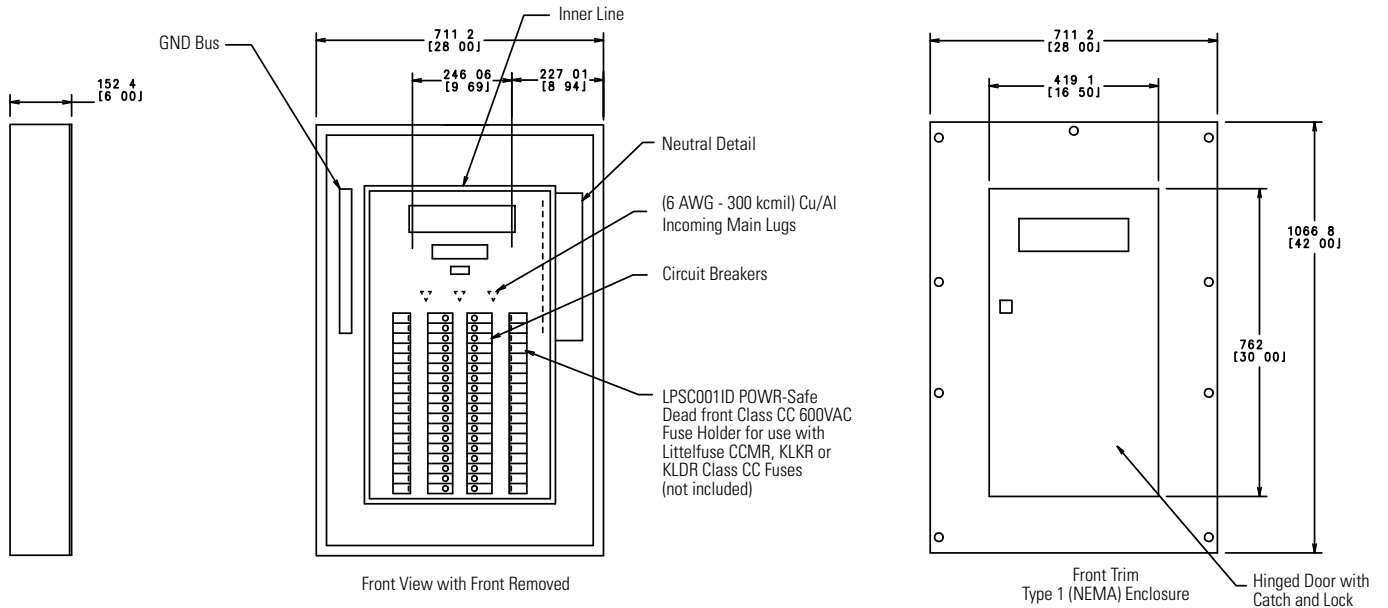 Inner Line
GND Bus
711 2
[28 00]
246 06
[9 69]
227 01
[8 94]
152 4
[6 00]
Neutral Detail
(6 AWG - 300 kcmil) Cu/Al
Incoming Main Lugs
Circuit Breakers
LPSC001ID POWR-Safe
Dead front Class CC 600VAC
Fuse Holder for use with
Littelfuse CCMR, KLKR or
KLDR Class CC Fuses
(not included)
Front View with Front Removed
711 2
[28 00]
419 1
[16 50]
1066 8
[42 00]
762
[30 00]
Front Trim
Type 1 (NEMA) Enclosure
Hinged Door with
Catch and Lock